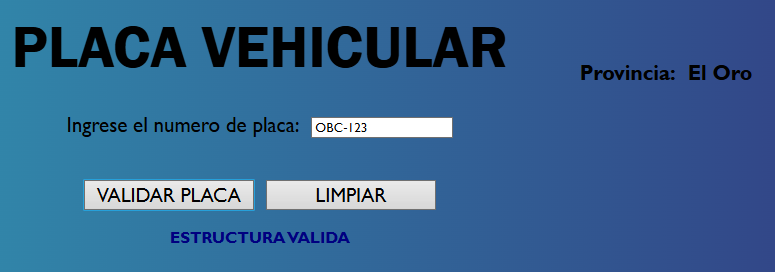 PLACA VEHICULAR
Provincia: El Oro
Ingrese el numero de placa: OBC-123
VALIDAR PLACA LIMPIAR
ESTRUCTURA VALIDA